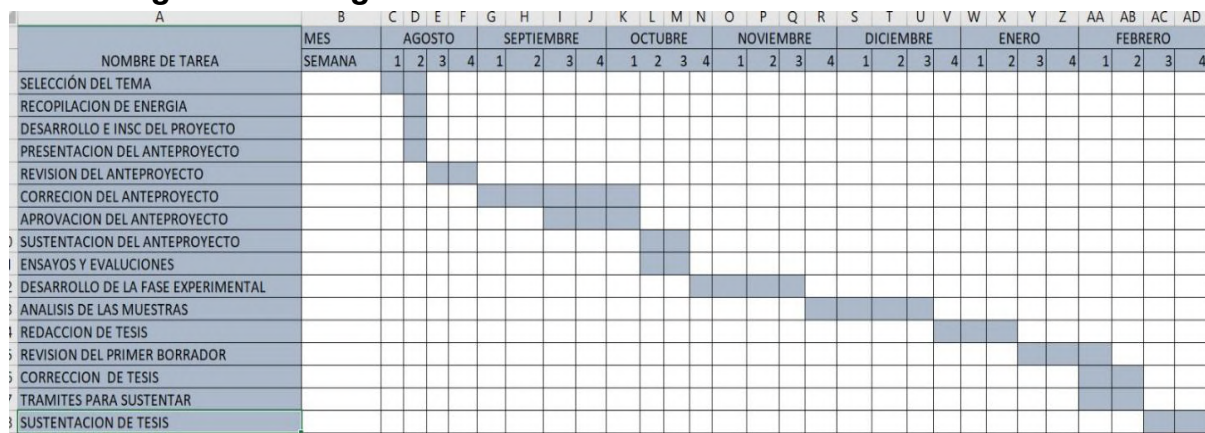 A B C D E F G H I J K L M N O P Q R S T U V W X Y Z AA AB AC AD
MES AGOSTO SEPTIEMBRE OCTUBRE NOVIEMBRE DICIEMBRE ENERO FEBRERO
NOMBRE DE TAREA SEMANA 1 2 3 4 1 2 3 4 1 2 3 4 1 2 3 4 1 2 3 4 1 2 3 4 1 2 3 4
SELECCIÓN DEL TEMA
RECOPILACION DE ENERGIA
DESARROLLO E INSC DEL PROYECTO
PRESENTACION DEL ANTEPROYECTO
REVISION DEL ANTEPROYECTO
CORRECION DEL ANTEPROYECTO
APROVACION DEL ANTEPROYECTO
SUSTENTACION DEL ANTEPROYECTO
ENSAYOS Y EVALUCIONES
DESARROLLO DE LA FASE EXPERIMENTAL
ANALISIS DE LAS MUESTRAS
REDACCION DE TESIS
REVISION DEL PRIMER BORRADOR
CORRECCION DE TESIS
TRAMITES PARA SUSTENTAR
SUSTENTACION DE TESIS